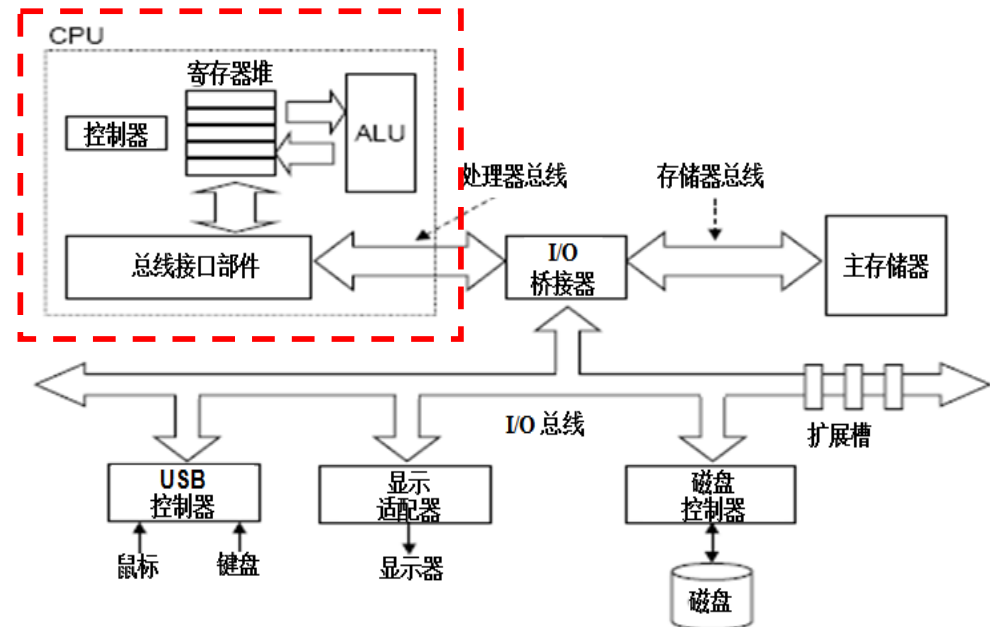 CPU
寄存器堆
控制器
ALU
处理器总线
存储器总线
总线接口部件
I/O
桥接器
主存储器
I/O 总线
扩展槽
USB
控制器
显示
适配器
磁盘
控制器
鼠标
键盘
显示器
磁盘